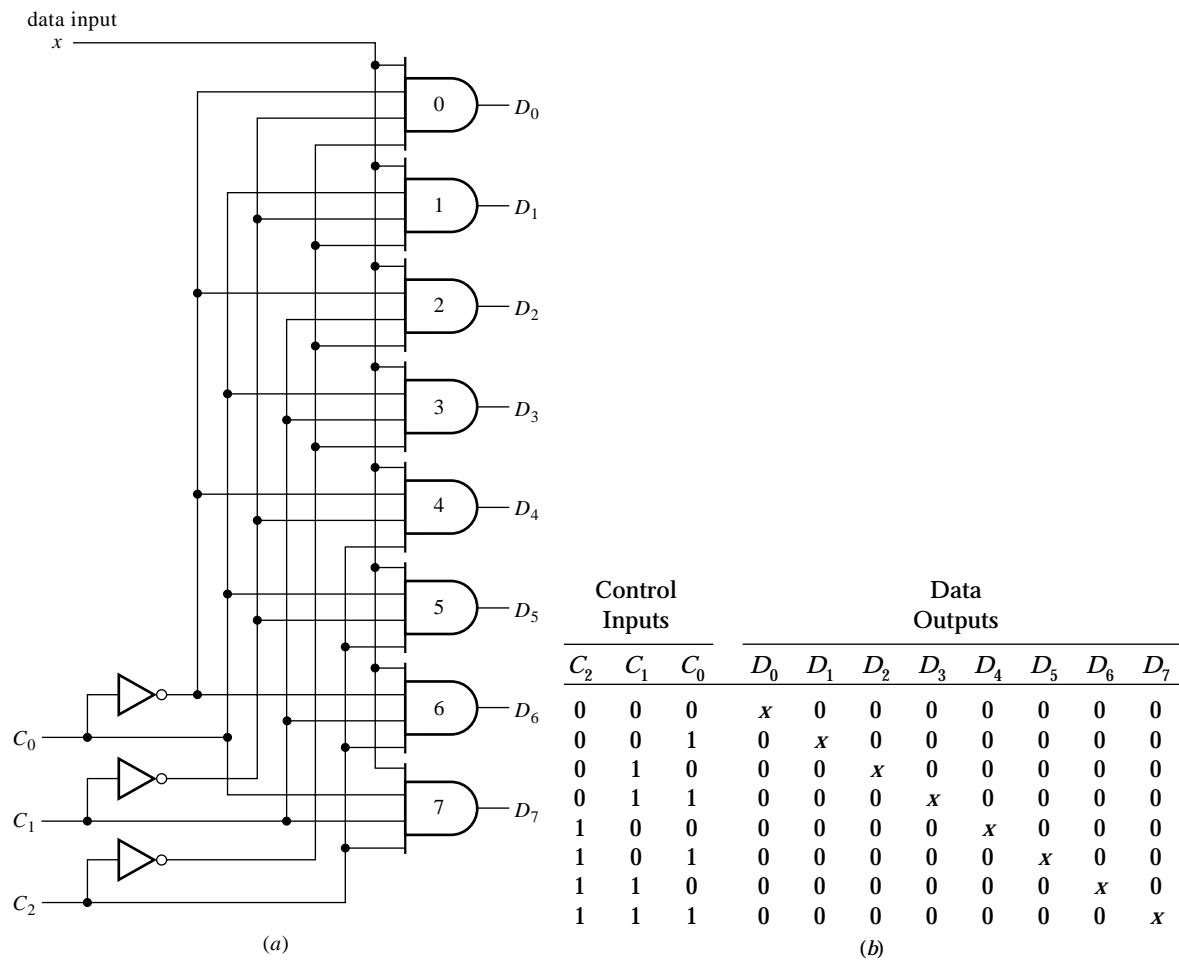 data input
x
0 D0
1 D1
2 D2
3 D3
4 D4
5 D5
6 D6
7 D7
C0
C1
C2
(a)
Control Inputs Data Outputs
C2 C1 C0 D0 D1 D2 D3 D4 D5 D6 D7
0 0 0 x 0 0 0 0 0 0 0
0 0 1 0 x 0 0 0 0 0 0
0 1 0 0 0 x 0 0 0 0 0
0 1 1 0 0 0 x 0 0 0 0
1 0 0 0 0 0 0 x 0 0 0
1 0 1 0 0 0 0 0 x 0 0
1 1 0 0 0 0 0 0 0 x 0
1 1 1 0 0 0 0 0 0 0 x
(b)